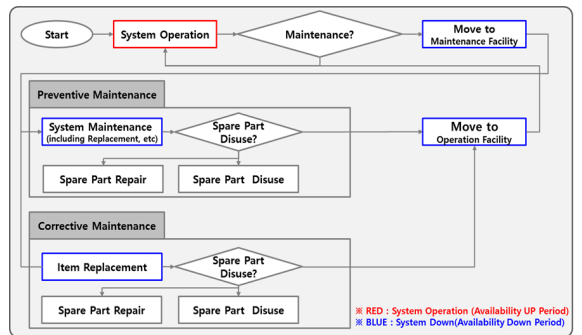 Start
System Operation
Maintenance?
Move to
Maintenance Facility
Preventive Maintenance
System Maintenance
(including Replacement, etc)
Spare Part
Disuse?
Move to
Operation Facility
Spare Part Repair
Spare Part Disuse
Corrective Maintenance
Item Replacement
Spare Part
Disuse?
Spare Part Repair
Spare Part Disuse
※ RED : System Operation (Availability UP Period)
※ BLUE : System Down(Availability Down Period)